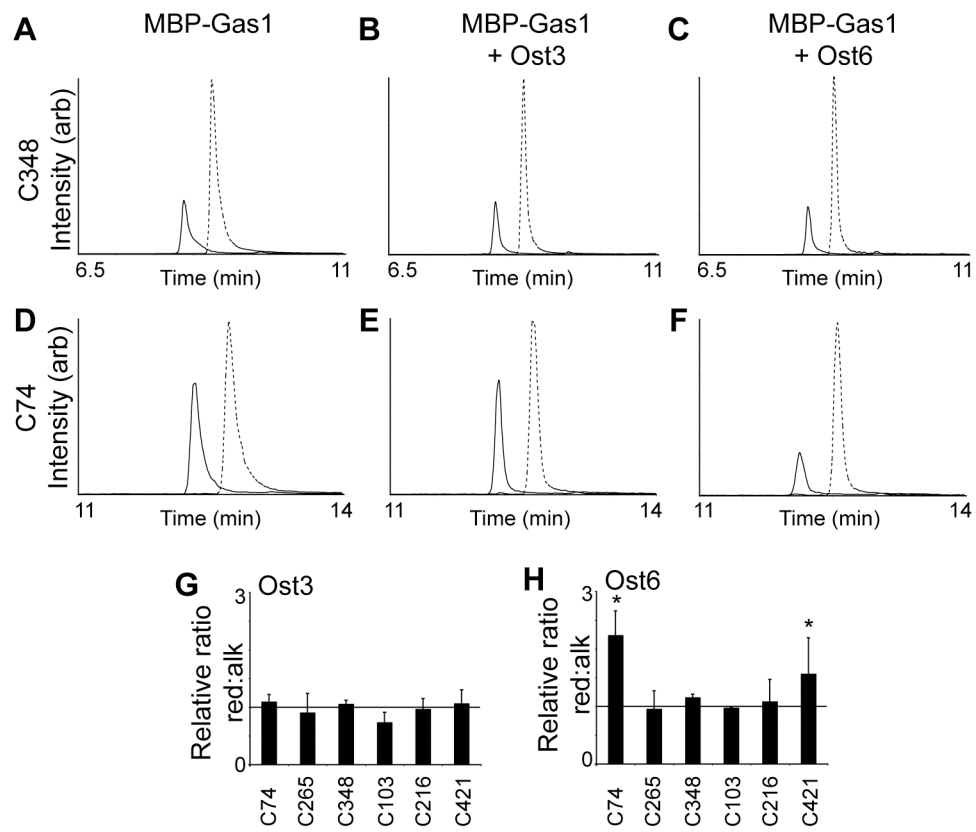 A
MBP-Gas1
B
MBP-Gas1
+ Ost3
C
MBP-Gas1
+ Ost6
C348
Intensity (arb)
6.5
Time (min)
11
6.5
Time (min)
11
6.5
Time (min)
11
D
E
F
C74
Intensity (arb)
11
Time (min)
14
11
Time (min)
14
11
Time (min)
14
G
Ost3
Relative ratio
red:alk
3
0
C74
C265
C348
C103
C216
C421
H
Ost6
Relative ratio
red:alk
3
0
*
*
C74
C265
C348
C103
C216
C421